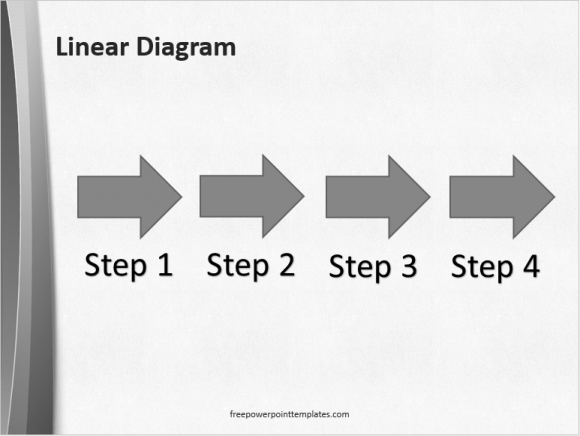 Linear Diagram
Step 1 Step 2 Step 3 Step 4
freepowerpointtemplates.com